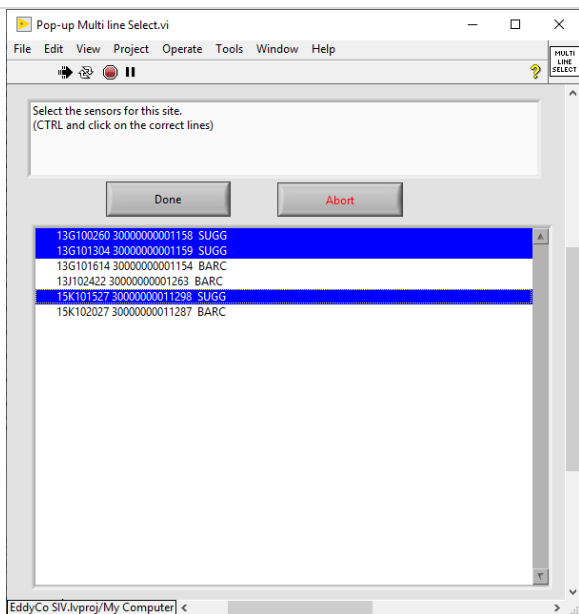 Pop-up Multi line Select.vi
File Edit View Project Operate Tools Window Help
MULTI
LINE
SELECT
Select the sensors for this site.
(CTRL and click on the correct lines)
Done
Abort
13G100260 30000000001158 SUGG
13G101304 30000000001159 SUGG
13G101614 30000000001154 BARC
13J102422 30000000001263 BARC
15K101527 30000000011298 SUGG
15K102027 30000000011287 BARC
EddyCo SIV.lvproj/My Computer